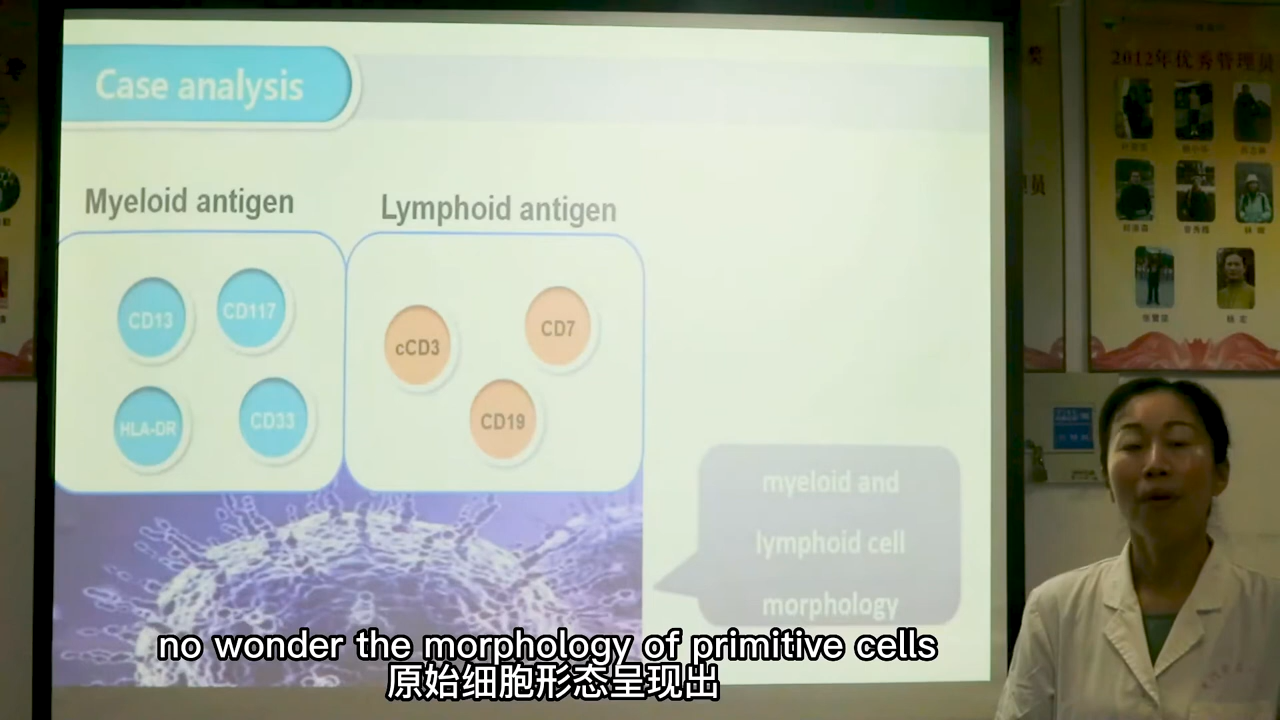 Case analysis
2012年优秀管理员
Myeloid antigen
Lymphoid antigen
CD13
CD117
HLA-DR
CD33
cCD3
CD7
CD19
myeloid and
lymphoid cell
morphology
no wonder the morphology of primitive cells
原始细胞形态呈现出